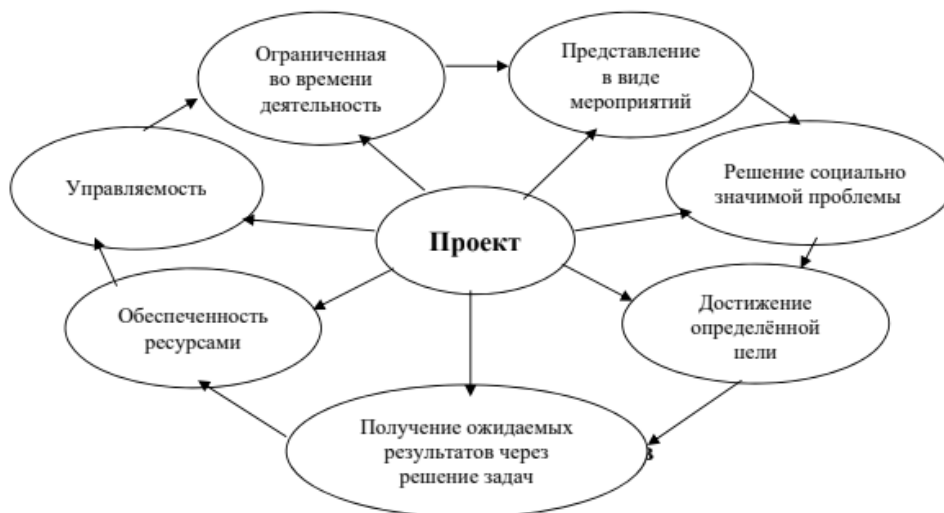 Ограниченная
во времени
деятельность
Представление
в виде
мероприятий
Управляемость
Решение социально
значимой проблемы
Проект
Обеспеченность
ресурсами
Достижение
определённой
цели
Получение ожидаемых
результатов через
решение задач
в